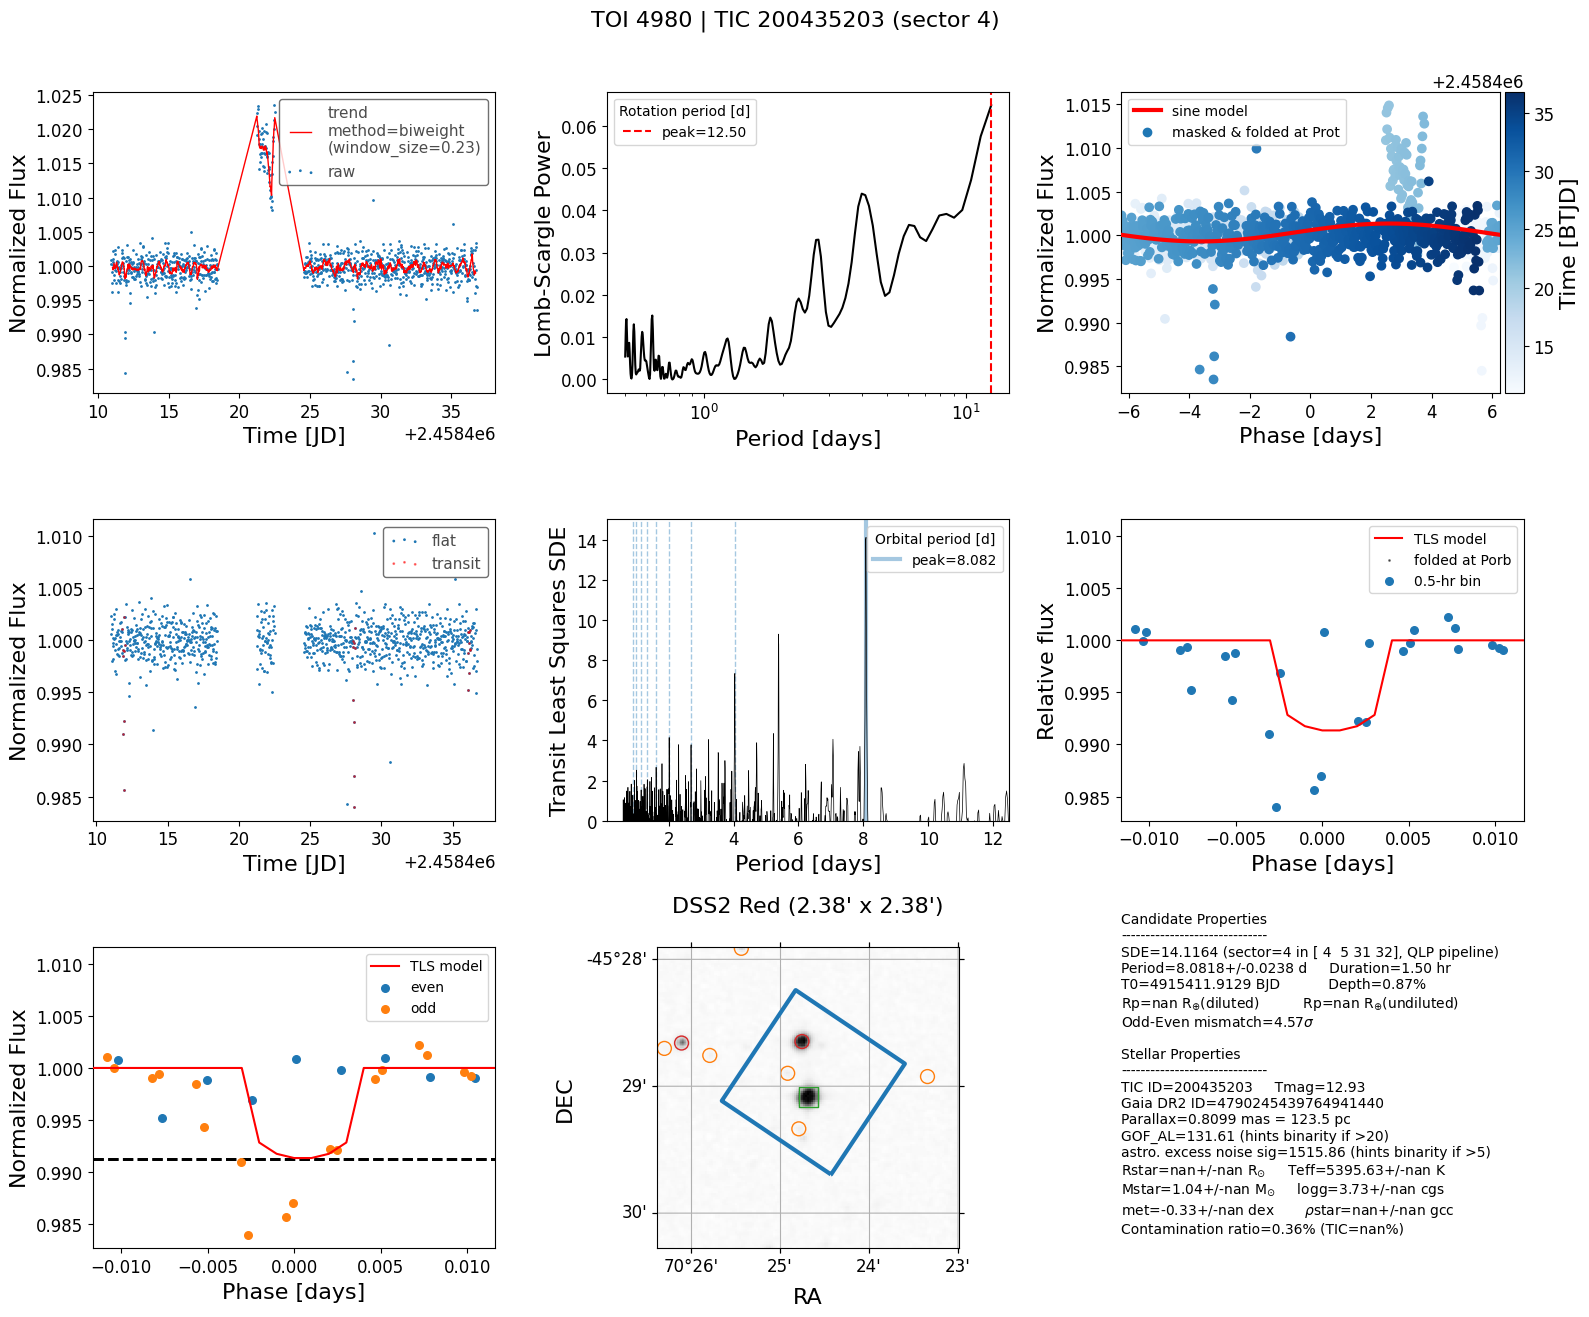 TOI 4980 | TIC 200435203 (sector 4)
Normalized Flux
1.025
1.020
1.015
1.010
1.005
1.000
0.995
0.990
0.985
trend
method=biweight
(window_size=0.23)
raw
10 15 20 25 30 35
Time [JD]
+2.4584e6
Lomb-Scargle Power
0.06
0.05
0.04
0.03
0.02
0.01
0.00
Rotation period [d]
peak=12.50
10^0 10^1
Period [days]
Normalized Flux
1.015
1.010
1.005
1.000
0.995
0.990
0.985
sine model
masked & folded at Prot
−6 −4 −2 0 2 4 6
Phase [days]
+2.4584e6
35
30
25
20
15
Time [BTJD]
Normalized Flux
1.010
1.005
1.000
0.995
0.990
0.985
flat
transit
10 15 20 25 30 35
Time [JD]
+2.4584e6
Transit Least Squares SDE
14
12
10
8
6
4
2
0
Orbital period [d]
peak=8.082
2 4 6 8 10 12
Period [days]
Relative flux
1.010
1.005
1.000
0.995
0.990
0.985
TLS model
folded at Porb
0.5-hr bin
−0.010 −0.005 0.000 0.005 0.010
Phase [days]
Normalized Flux
1.010
1.005
1.000
0.995
0.990
0.985
TLS model
even
odd
−0.010 −0.005 0.000 0.005 0.010
Phase [days]
DSS2 Red (2.38' x 2.38')
DEC
-45°28'
29'
30'
70°26' 25' 24' 23'
RA
Candidate Properties
------------------------------
SDE=14.1164 (sector=4 in [ 4 5 31 32], QLP pipeline)
Period=8.0818+/-0.0238 d Duration=1.50 hr
T0=4915411.9129 BJD Depth=0.87%
Rp=nan R⊕(diluted) Rp=nan R⊕(undiluted)
Odd-Even mismatch=4.57σ
Stellar Properties
------------------------------
TIC ID=200435203 Tmag=12.93
Gaia DR2 ID=4790245439764941440
Parallax=0.8099 mas = 123.5 pc
GOF_AL=131.61 (hints binarity if >20)
astro. excess noise sig=1515.86 (hints binarity if >5)
Rstar=nan+/-nan R⊙ Teff=5395.63+/-nan K
Mstar=1.04+/-nan M⊙ logg=3.73+/-nan cgs
met=-0.33+/-nan dex ρstar=nan+/-nan gcc
Contamination ratio=0.36% (TIC=nan%)